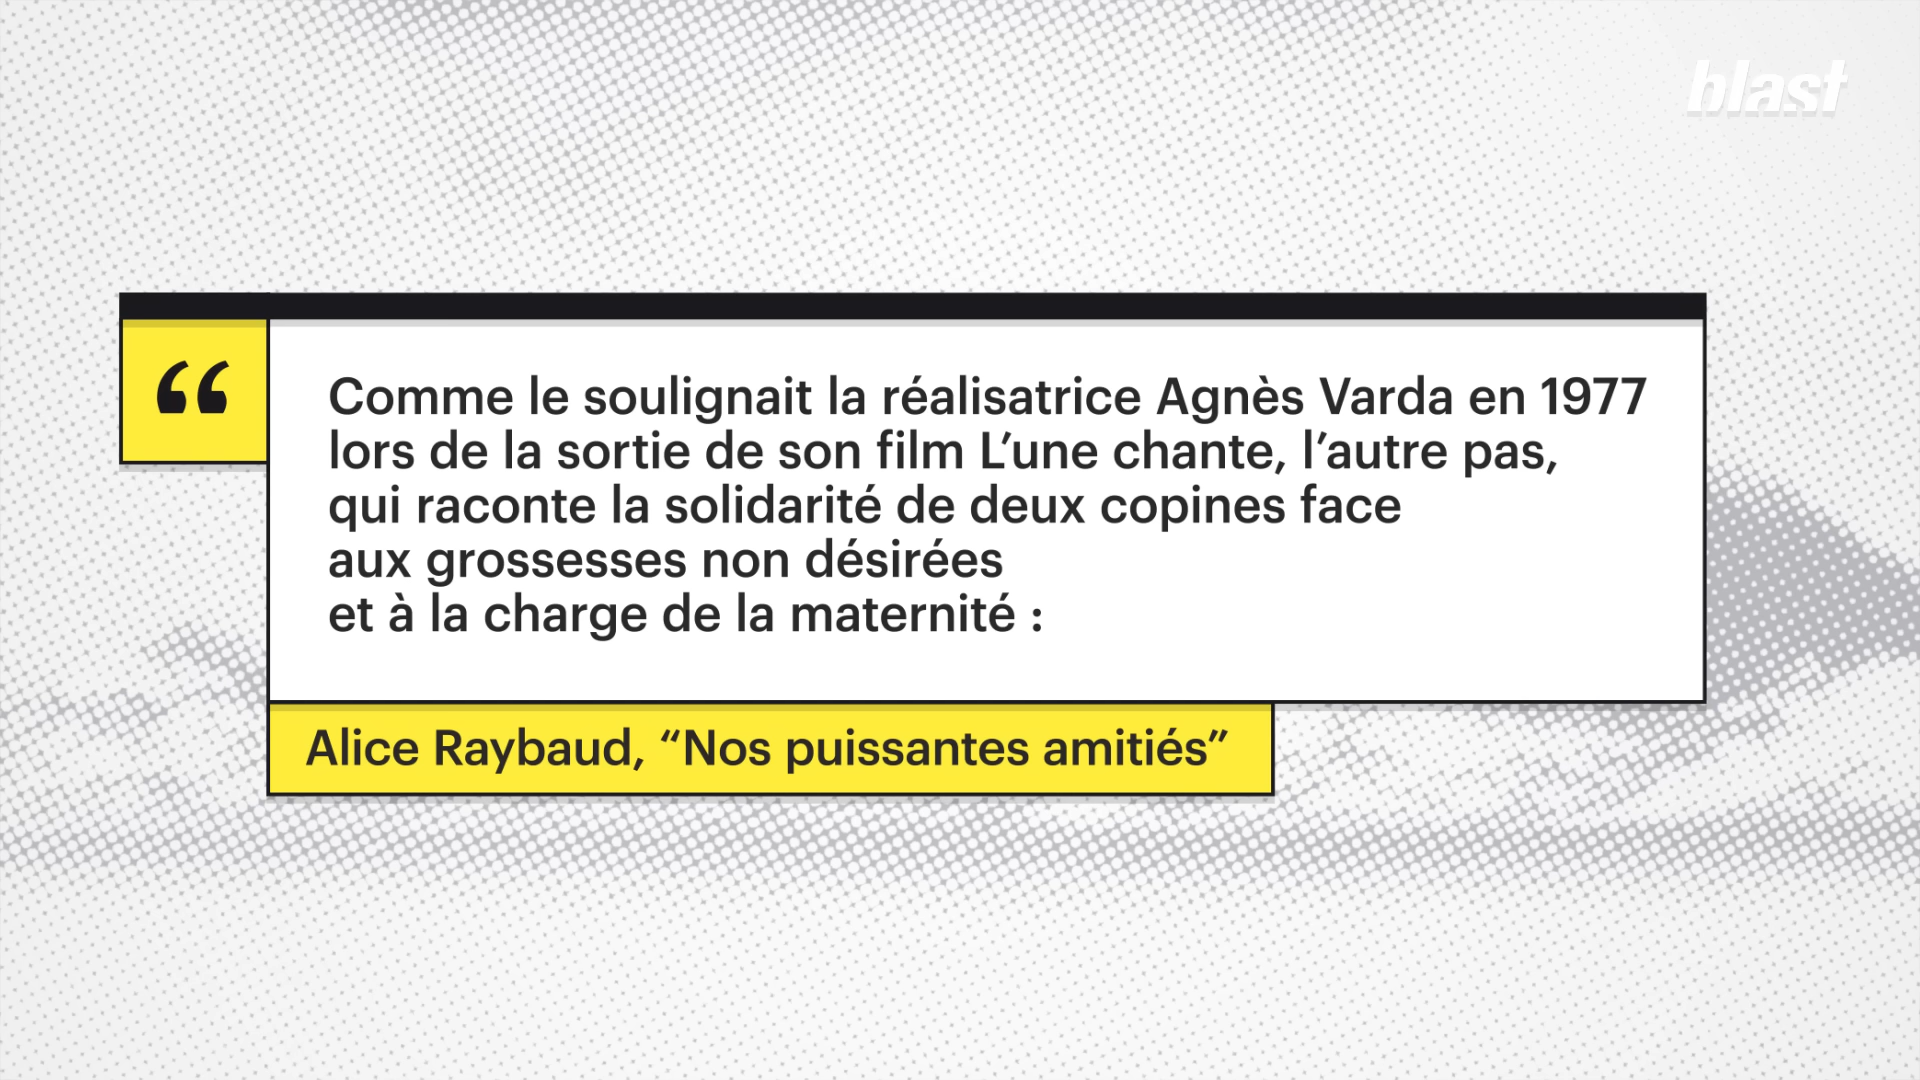 blast
“
Comme le soulignait la réalisatrice Agnès Varda en 1977
lors de la sortie de son film L’une chante, l’autre pas,
qui raconte la solidarité de deux copines face
aux grossesses non désirées
et à la charge de la maternité :
Alice Raybaud, “Nos puissantes amitiés”